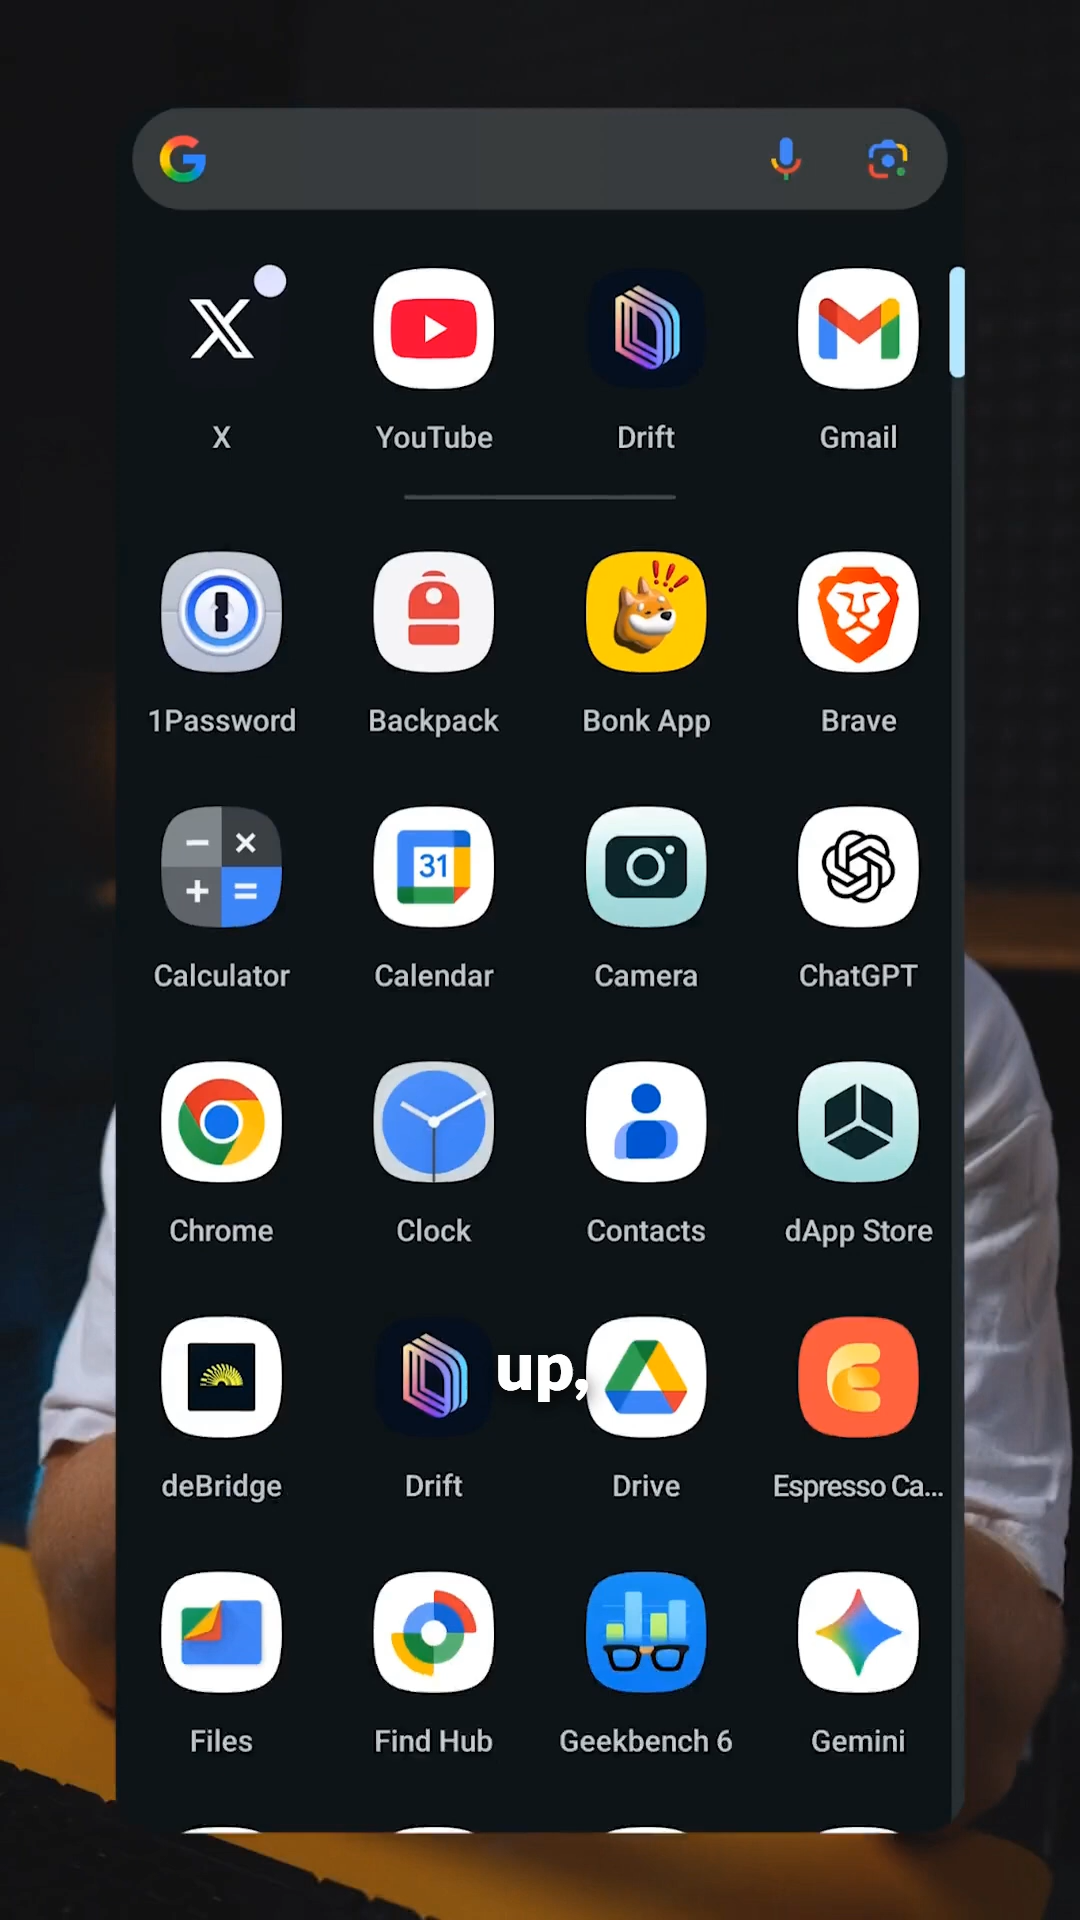 X YouTube Drift Gmail
1Password Backpack Bonk App Brave
31
Calculator Calendar Camera ChatGPT
Chrome Clock Contacts dApp Store
up,
deBridge Drift Drive Espresso Ca...
Files Find Hub Geekbench 6 Gemini